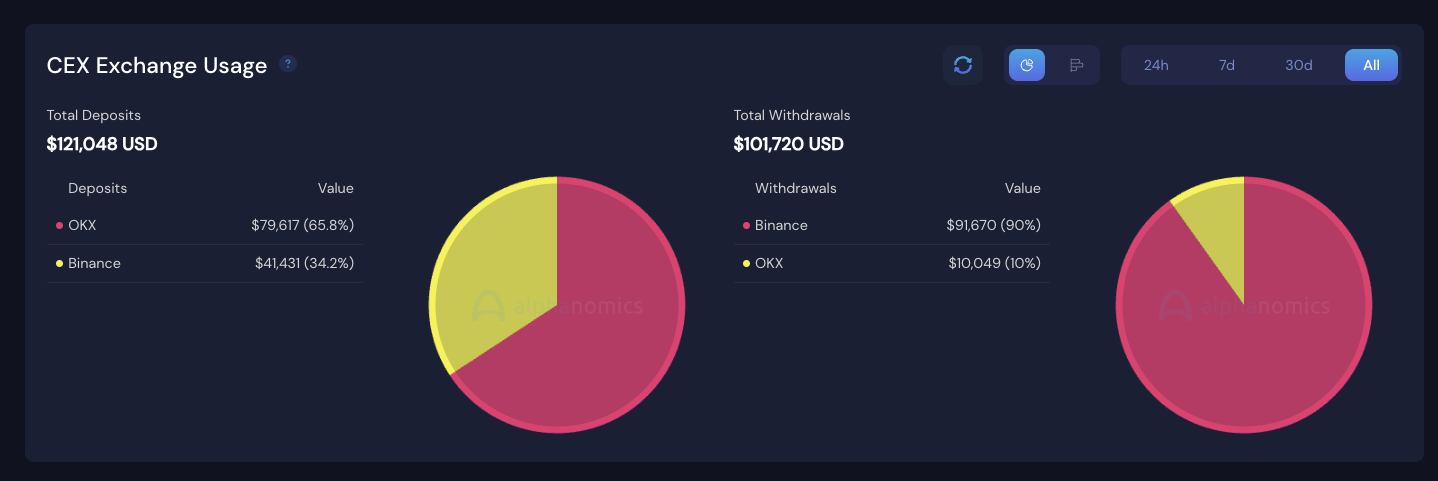 CEX Exchange Usage ?
24h 7d 30d All
Total Deposits
$121,048 USD
Deposits Value
OKX $79,617 (65.8%)
Binance $41,431 (34.2%)
alphanomics
Total Withdrawals
$101,720 USD
Withdrawals Value
Binance $91,670 (90%)
OKX $10,049 (10%)
alphanomics